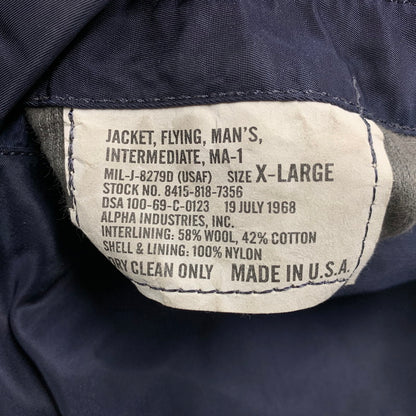 JACKET, FLYING, MAN'S,
INTERMEDIATE, MA-1
MIL-J-8279D (USAF) SIZE X-LARGE
STOCK NO. 8415-818-7356
DSA 100-69-C-0123 19 JULY 1968
ALPHA INDUSTRIES, INC.
INTERLINING: 58% WOOL, 42% COTTON
SHELL & LINING: 100% NYLON
DRY CLEAN ONLY MADE IN U.S.A.